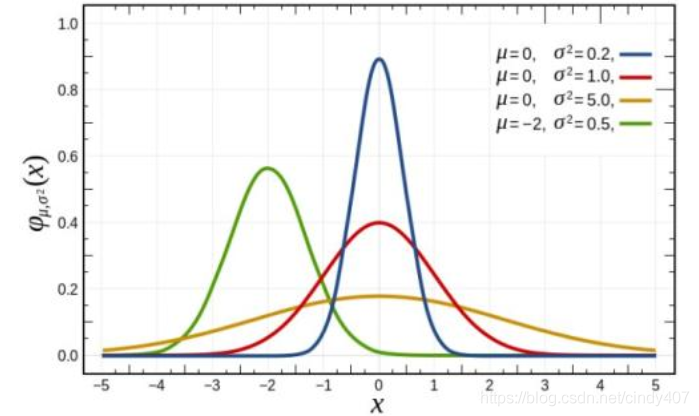 1.0
0.8
0.6
0.4
0.2
0.0
φμ,σ²(x)
μ=0, σ²=0.2,
μ=0, σ²=1.0,
μ=0, σ²=5.0,
μ=−2, σ²=0.5,
−5 −4 −3 −2 −1 0 1 2 3 4 5
x
https://blog.csdn.net/cindy407